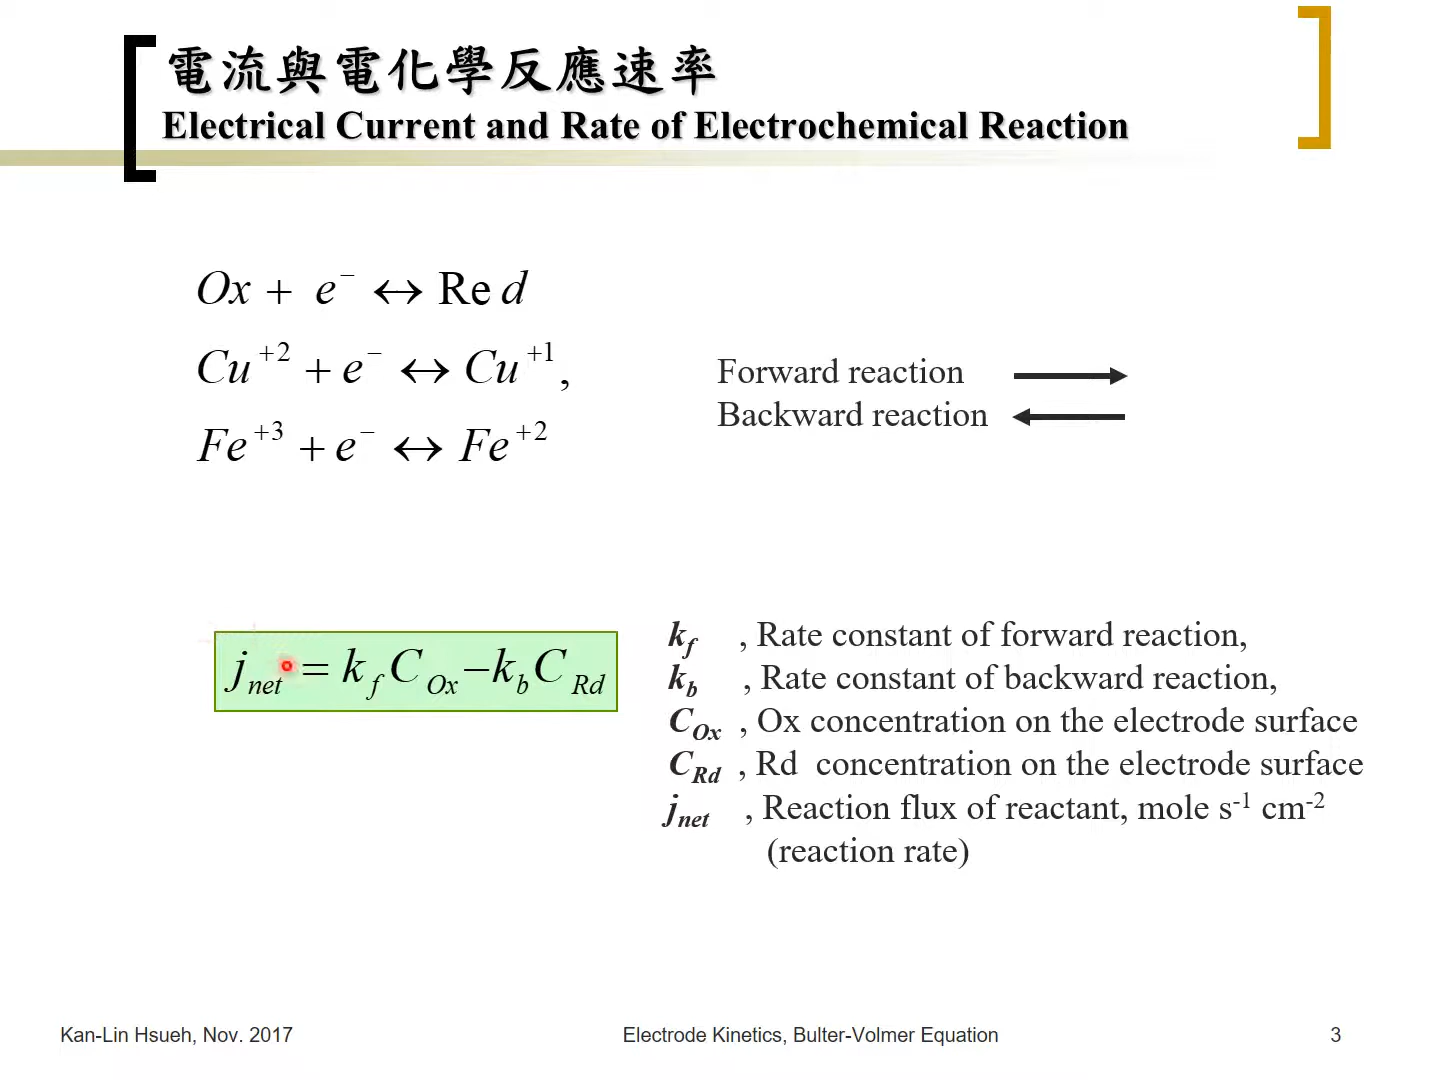 電流與電化學反應速率
Electrical Current and Rate of Electrochemical Reaction
Ox + e⁻ ↔ Re d
Cu⁺² + e⁻ ↔ Cu⁺¹,
Fe⁺³ + e⁻ ↔ Fe⁺²
Forward reaction
Backward reaction
j_net = k_f C_Ox − k_b C_Rd
k_f , Rate constant of forward reaction,
k_b , Rate constant of backward reaction,
C_Ox , Ox concentration on the electrode surface
C_Rd , Rd concentration on the electrode surface
j_net , Reaction flux of reactant, mole s⁻¹ cm⁻²
(reaction rate)
Kan-Lin Hsueh, Nov. 2017
Electrode Kinetics, Bulter-Volmer Equation
3